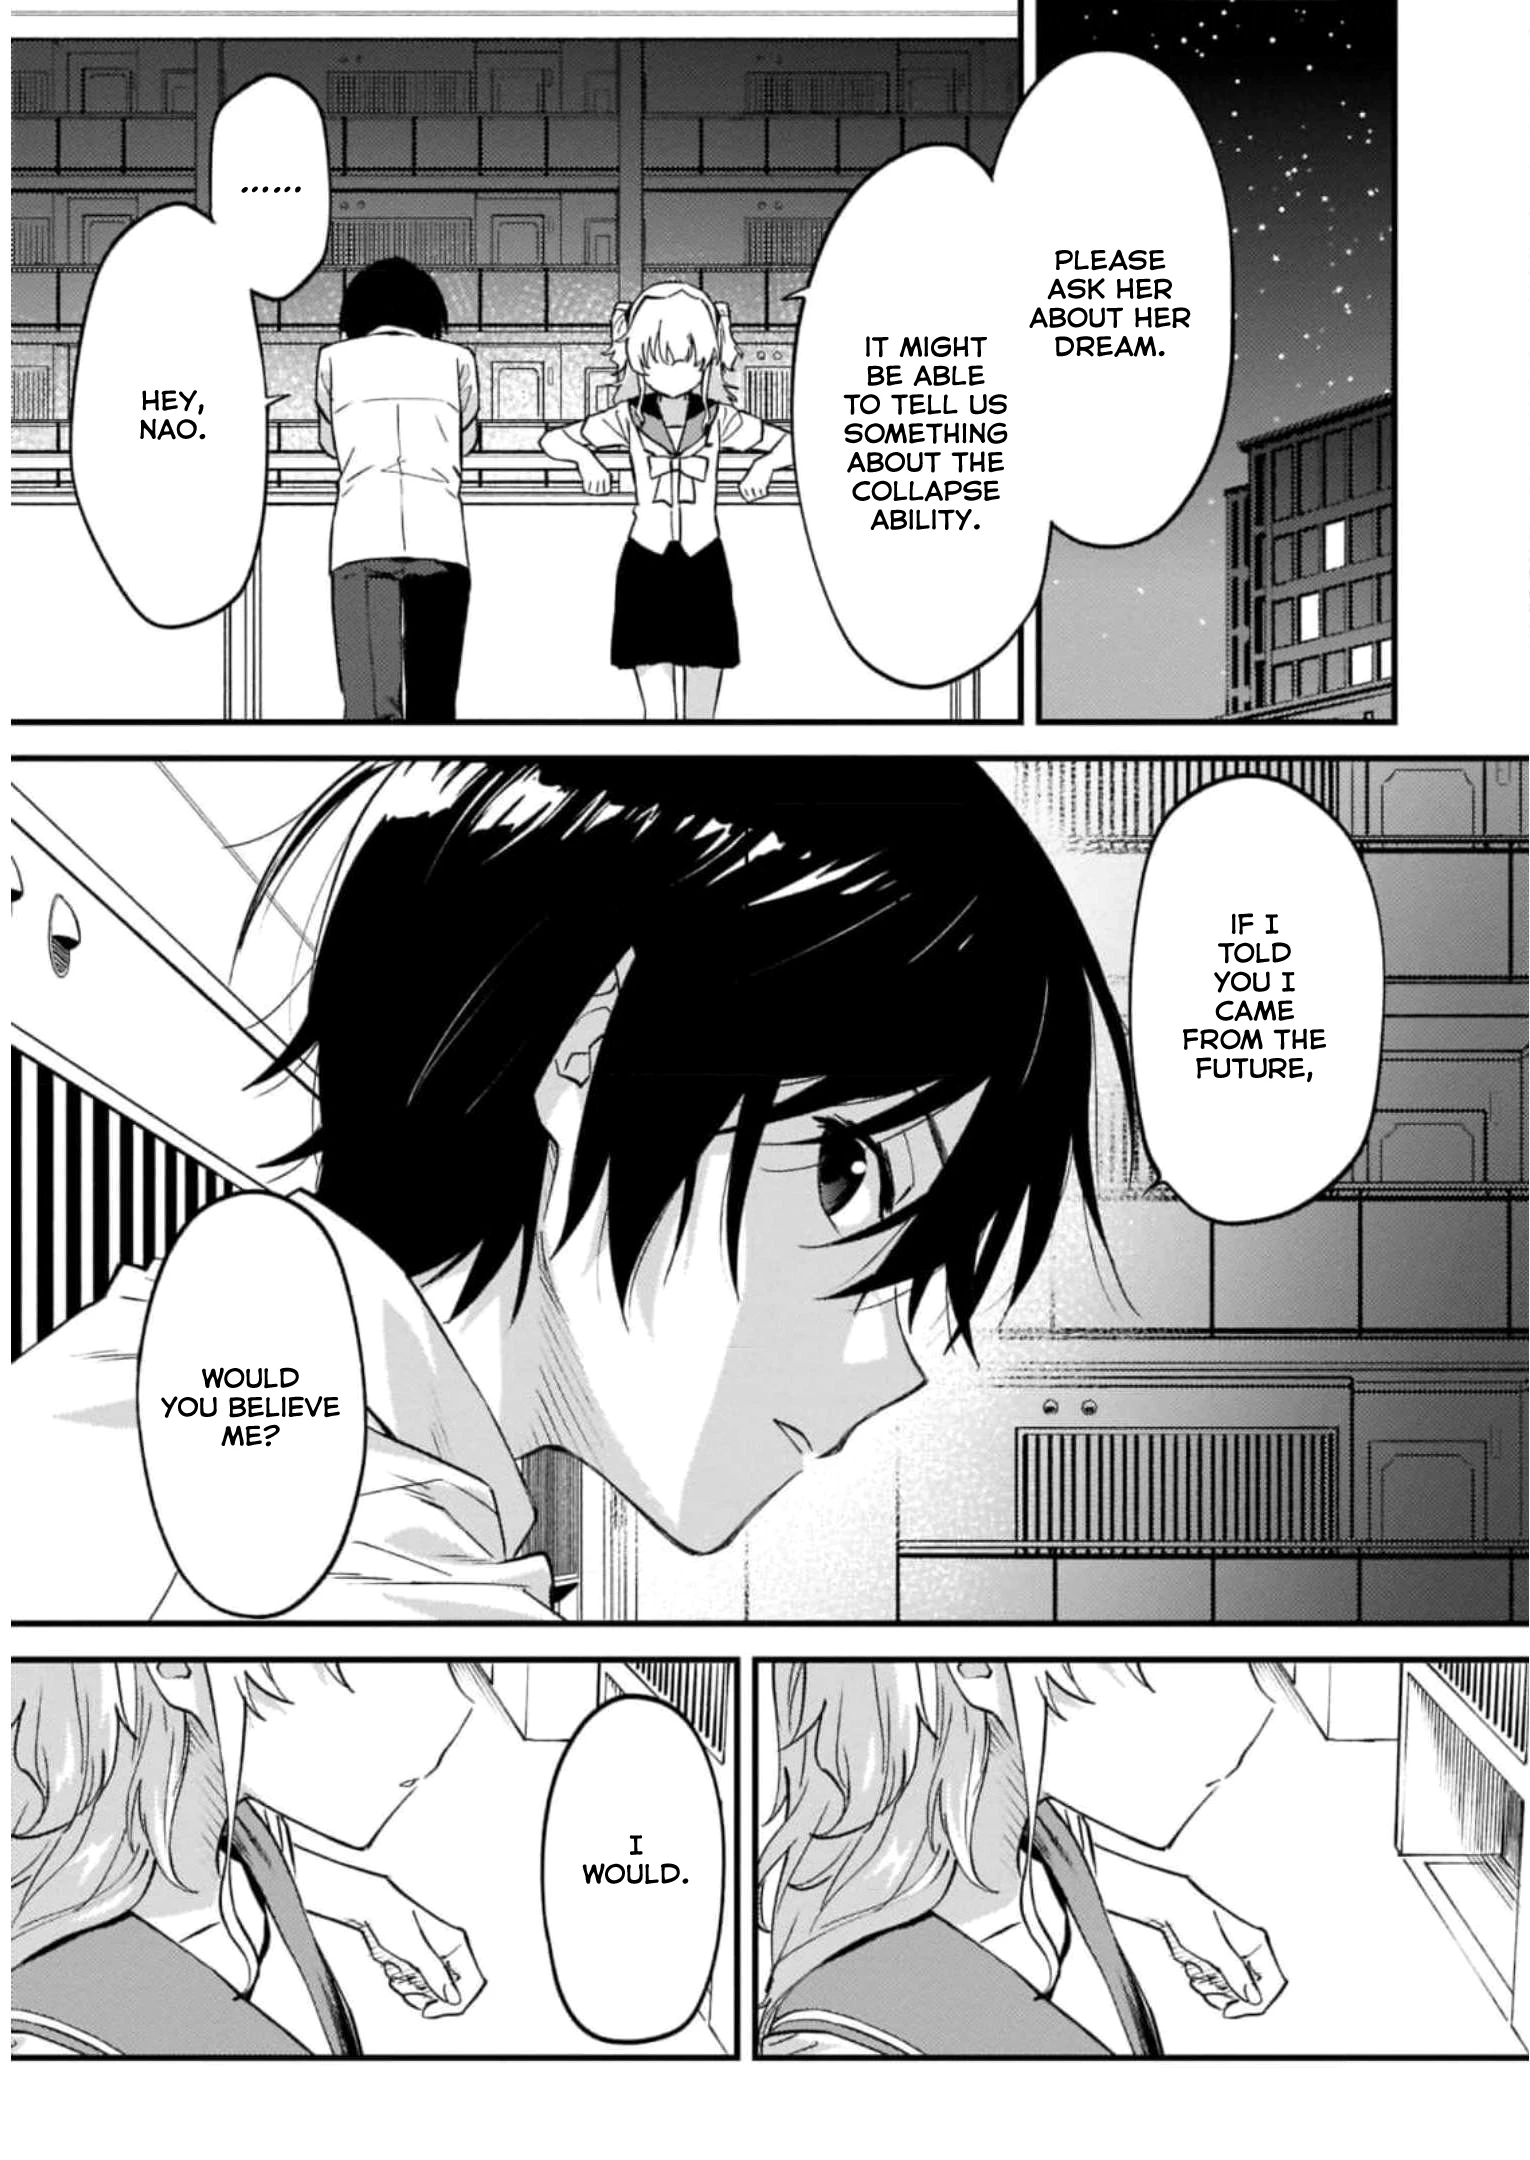 PLEASE
ASK HER
ABOUT HER
DREAM.
IT MIGHT
BE ABLE
TO TELL US
SOMETHING
ABOUT THE
COLLAPSE
ABILITY.
......
HEY,
NAO.
IF I
TOLD
YOU I
CAME
FROM THE
FUTURE,
WOULD
YOU BELIEVE
ME?
I
WOULD.